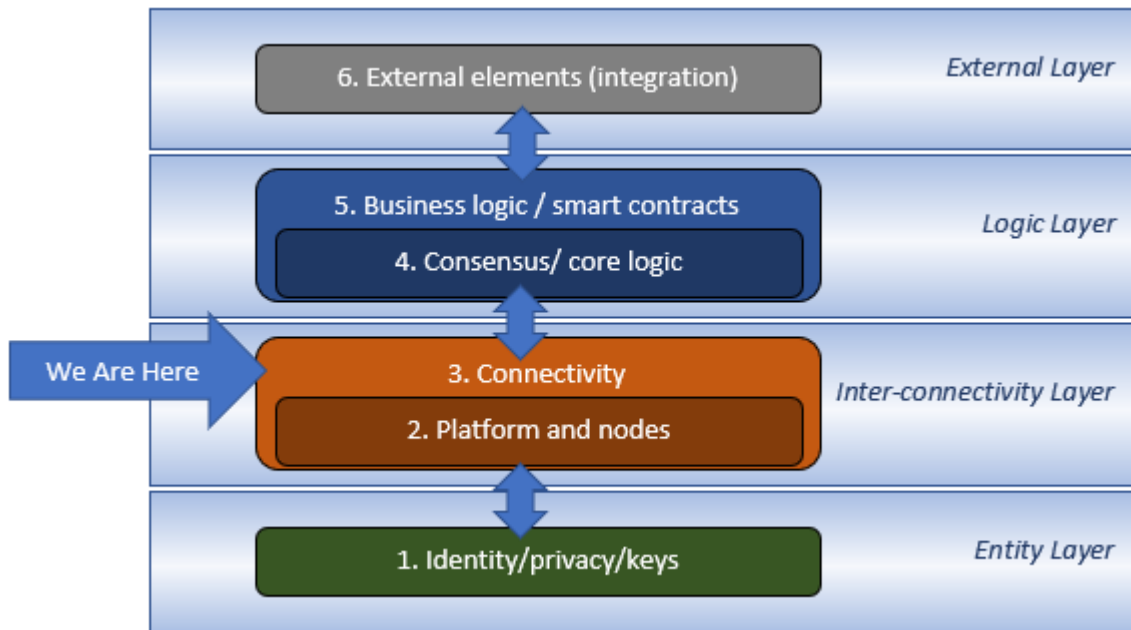 6. External elements (integration)
External Layer
5. Business logic / smart contracts
Logic Layer
4. Consensus/ core logic
We Are Here
3. Connectivity
Inter-connectivity Layer
2. Platform and nodes
1. Identity/privacy/keys
Entity Layer